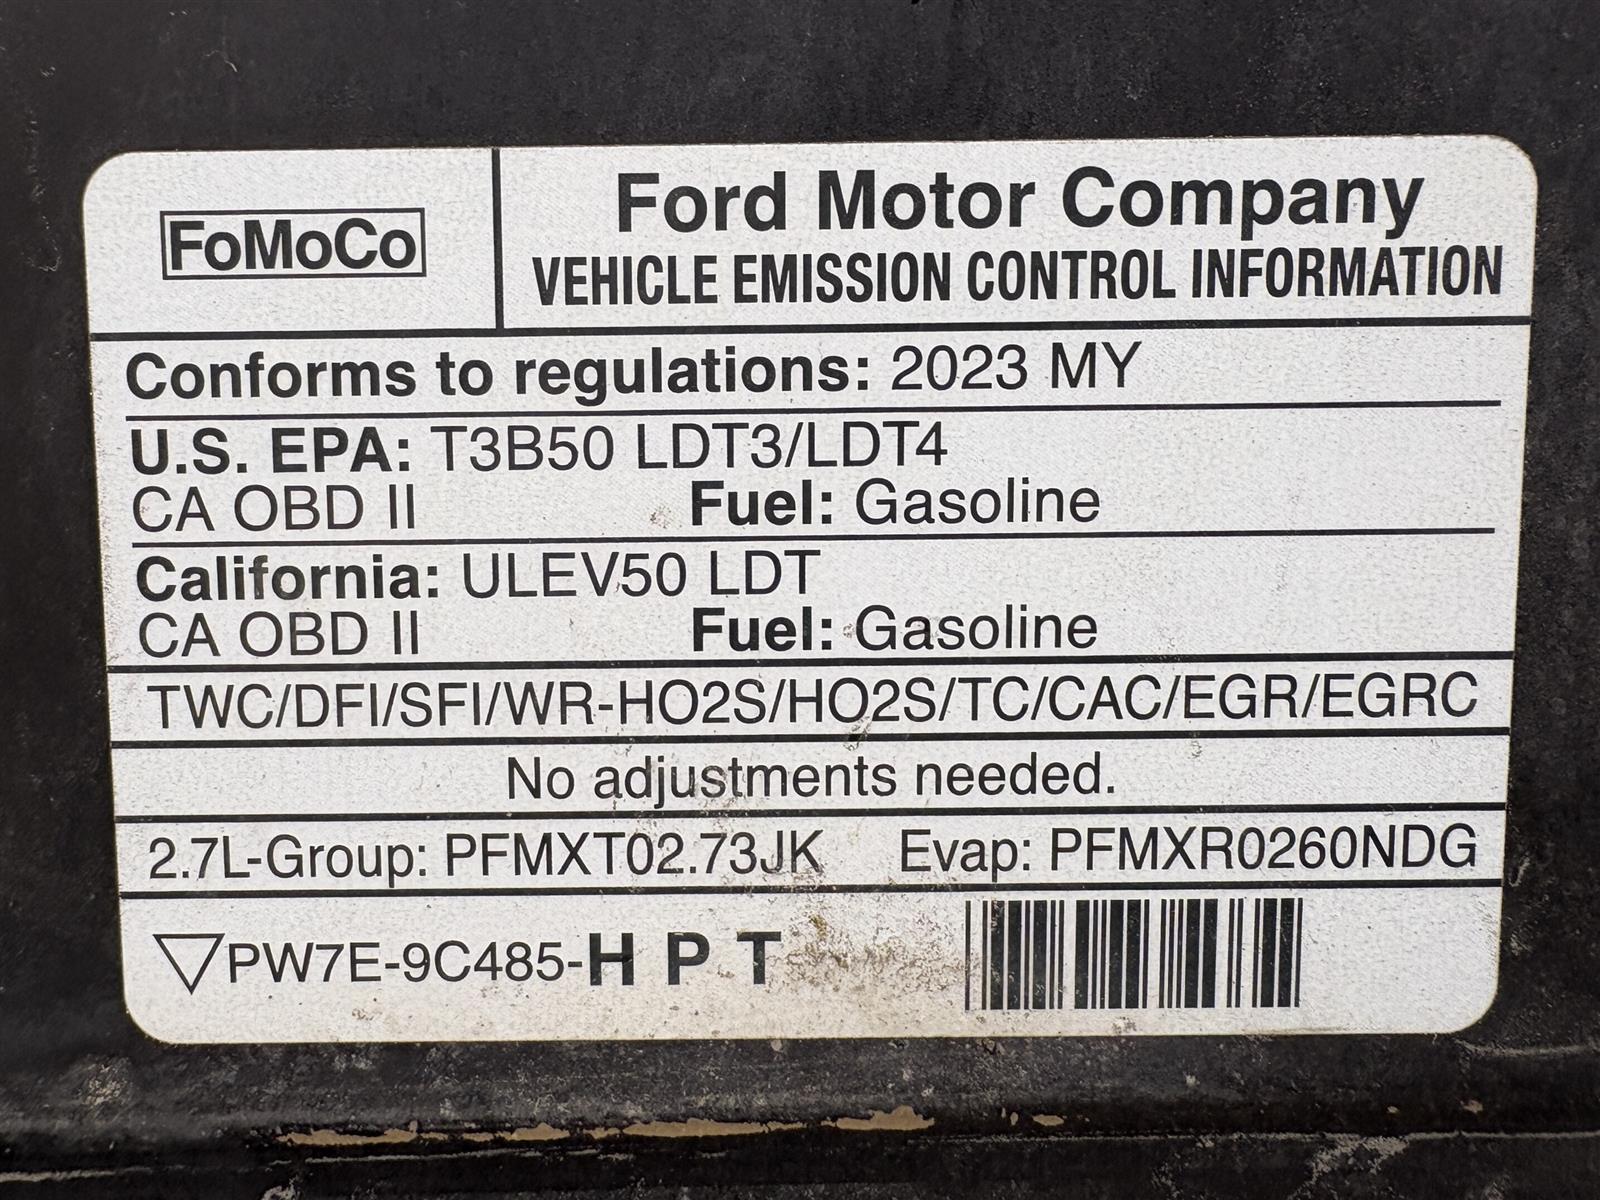 FoMoCo
Ford Motor Company
VEHICLE EMISSION CONTROL INFORMATION
Conforms to regulations: 2023 MY
U.S. EPA: T3B50 LDT3/LDT4
CA OBD II Fuel: Gasoline
California: ULEV50 LDT
CA OBD II Fuel: Gasoline
TWC/DFI/SFI/WR-HO2S/HO2S/TC/CAC/EGR/EGRC
No adjustments needed.
2.7L-Group: PFMXT02.73JK Evap: PFMXR0260NDG
PW7E-9C485-H P T